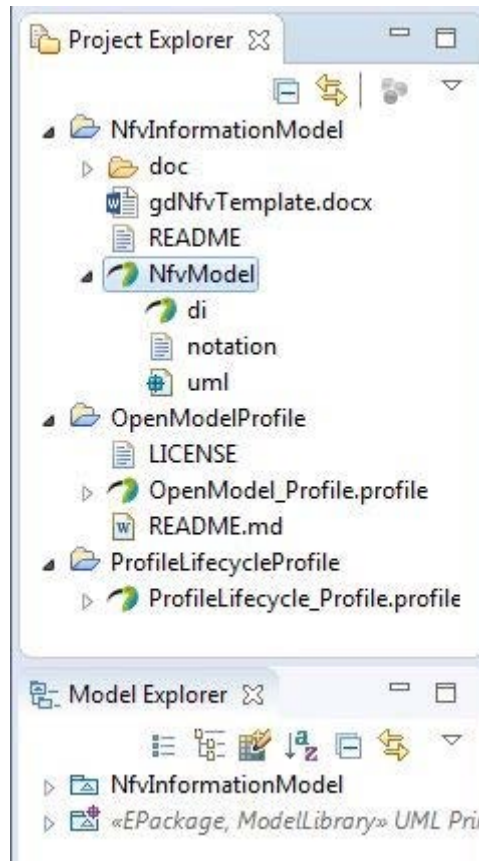 Project Explorer
NfvInformationModel
doc
gdNfvTemplate.docx
README
NfvModel
di
notation
uml
OpenModelProfile
LICENSE
OpenModel_Profile.profile
README.md
ProfileLifecycleProfile
ProfileLifecycle_Profile.profile
Model Explorer
NfvInformationModel
«EPackage, ModelLibrary» UML Pri